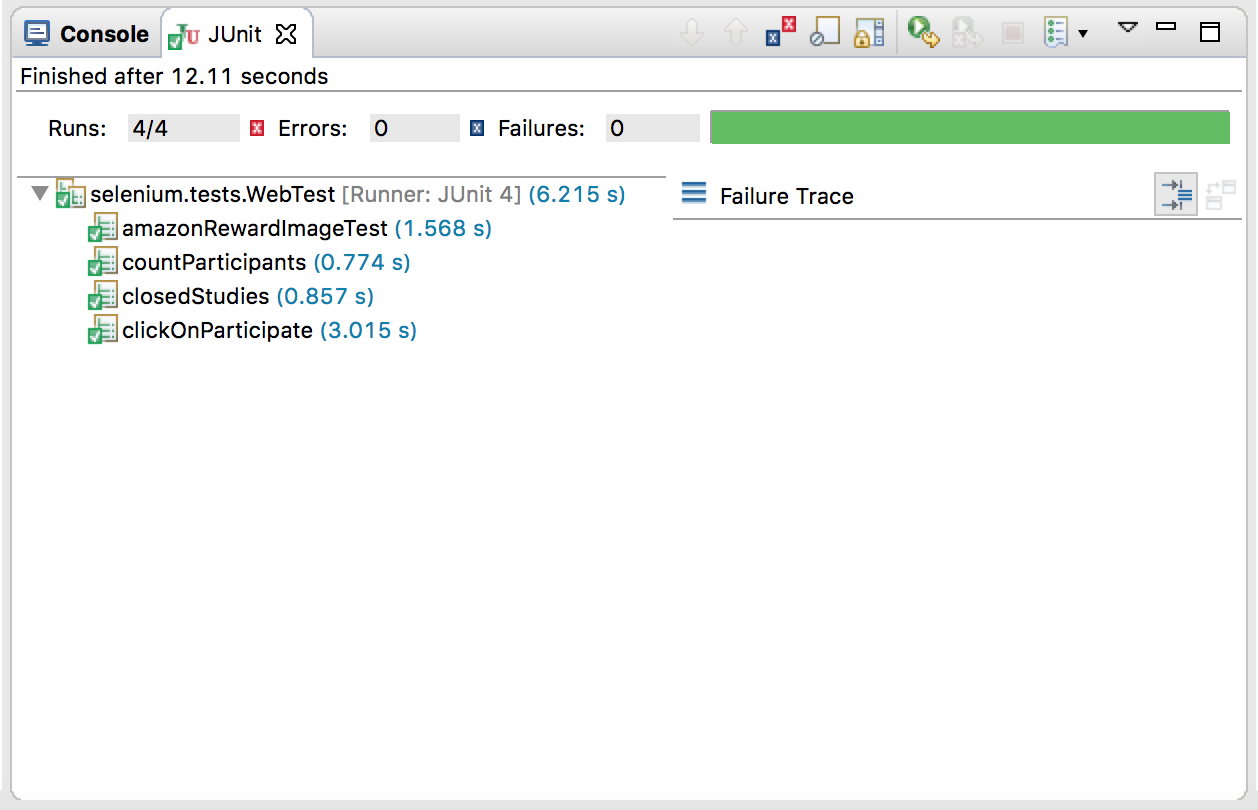 Console JUnit
Finished after 12.11 seconds
Runs: 4/4 Errors: 0 Failures: 0
selenium.tests.WebTest [Runner: JUnit 4] (6.215 s)
Failure Trace
amazonRewardImageTest (1.568 s)
countParticipants (0.774 s)
closedStudies (0.857 s)
clickOnParticipate (3.015 s)